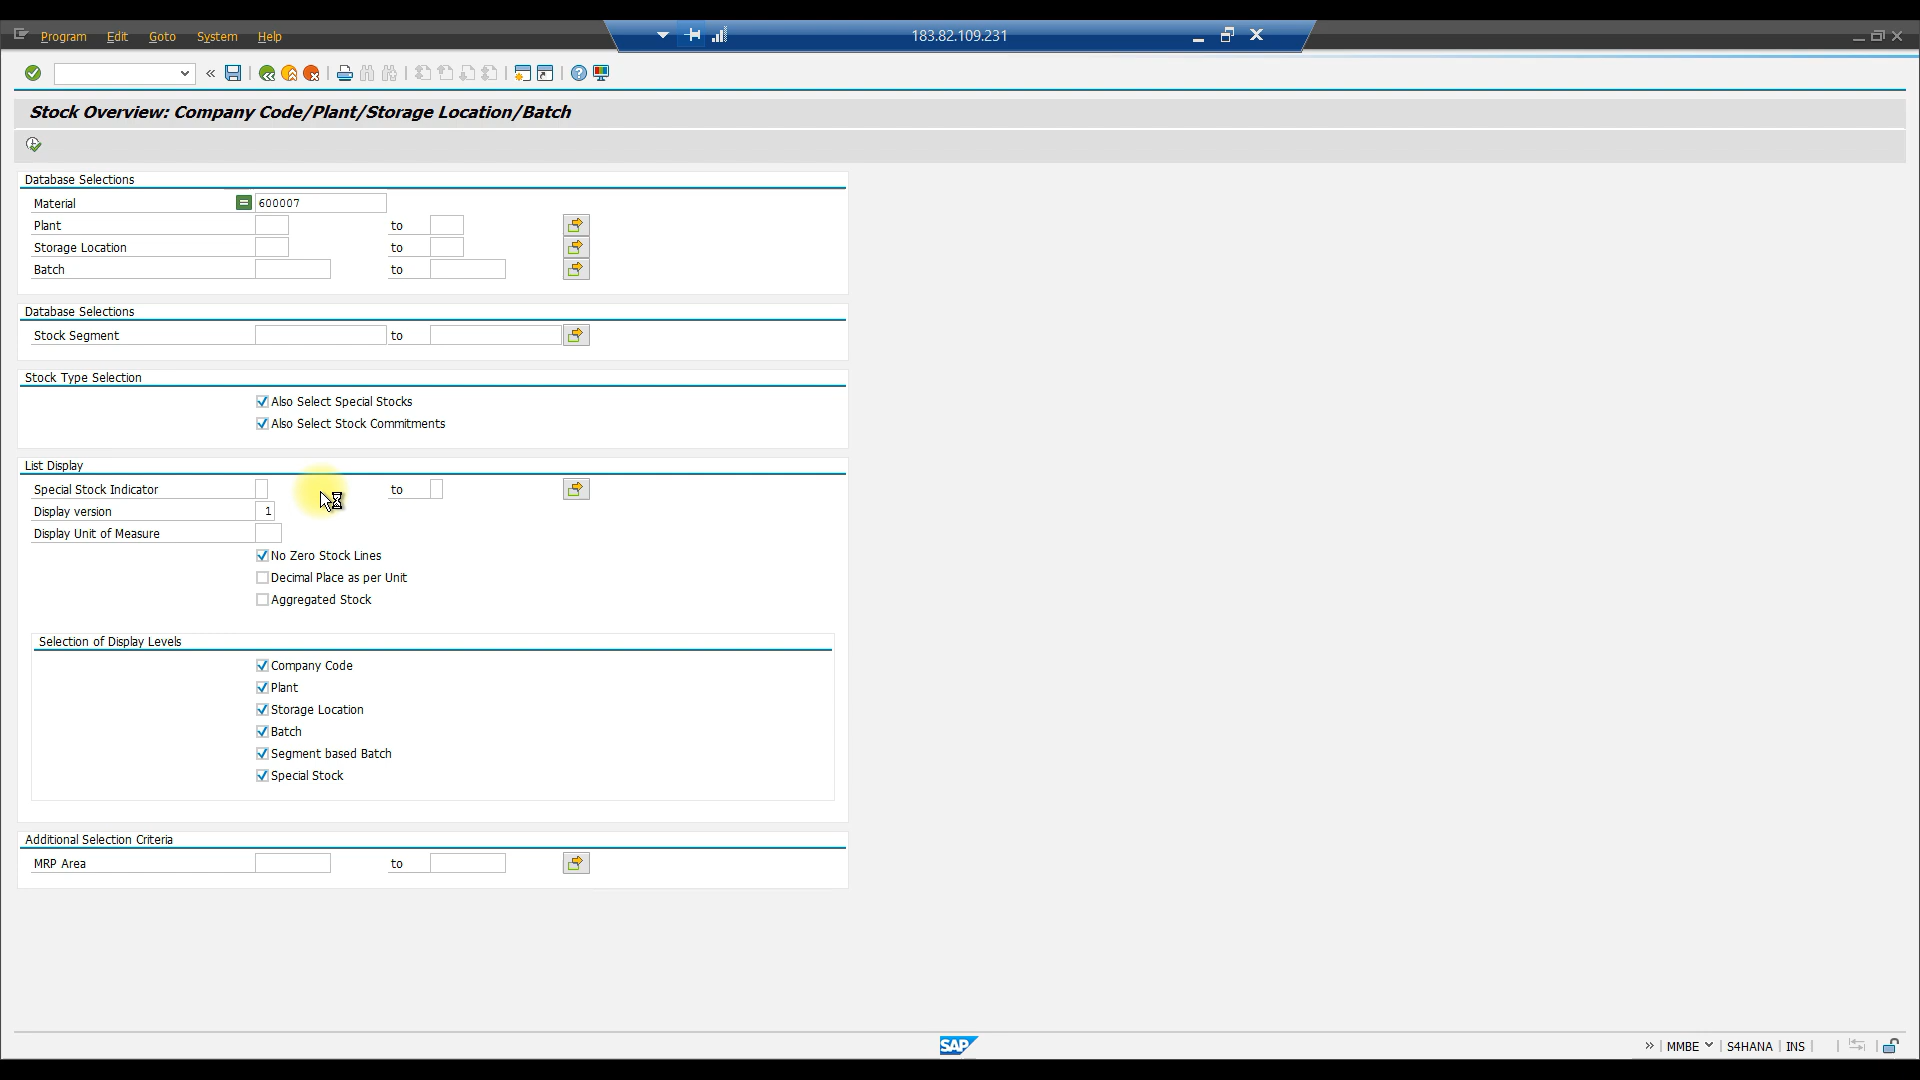 Program Edit Goto System Help
183.82.109.231
Stock Overview: Company Code/Plant/Storage Location/Batch
Database Selections
Material 600007
Plant to
Storage Location to
Batch to
Database Selections
Stock Segment to
Stock Type Selection
Also Select Special Stocks
Also Select Stock Commitments
List Display
Special Stock Indicator to
Display version 1
Display Unit of Measure
No Zero Stock Lines
Decimal Place as per Unit
Aggregated Stock
Selection of Display Levels
Company Code
Plant
Storage Location
Batch
Segment based Batch
Special Stock
Additional Selection Criteria
MRP Area to
SAP
MMBE S4HANA INS